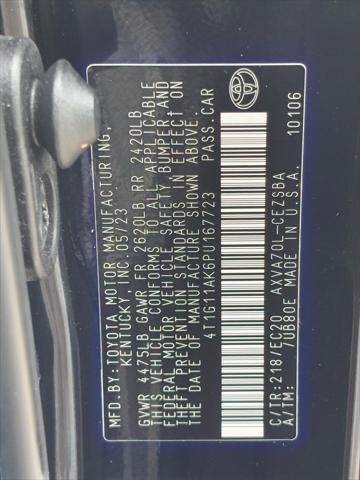 MFD.BY: TOYOTA MOTOR MANUFACTURING,
KENTUCKY, INC. 05/23
GVWR 4475LB GAWR FR 2620LB RR 2420LB
THIS VEHICLE CONFORMS TO ALL APPLICABLE
FEDERAL MOTOR VEHICLE SAFETY BUMPER AND
THEFT PREVENTION STANDARDS IN EFFECT ON
THE DATE OF MANUFACTURE SHOWN ABOVE.
4T1G11AK6PU167723 PASS.CAR
C/TR:218/EC20 AXVA70L-CEZSBA
A/TM: -/UB80E MADE IN U.S.A.
10106